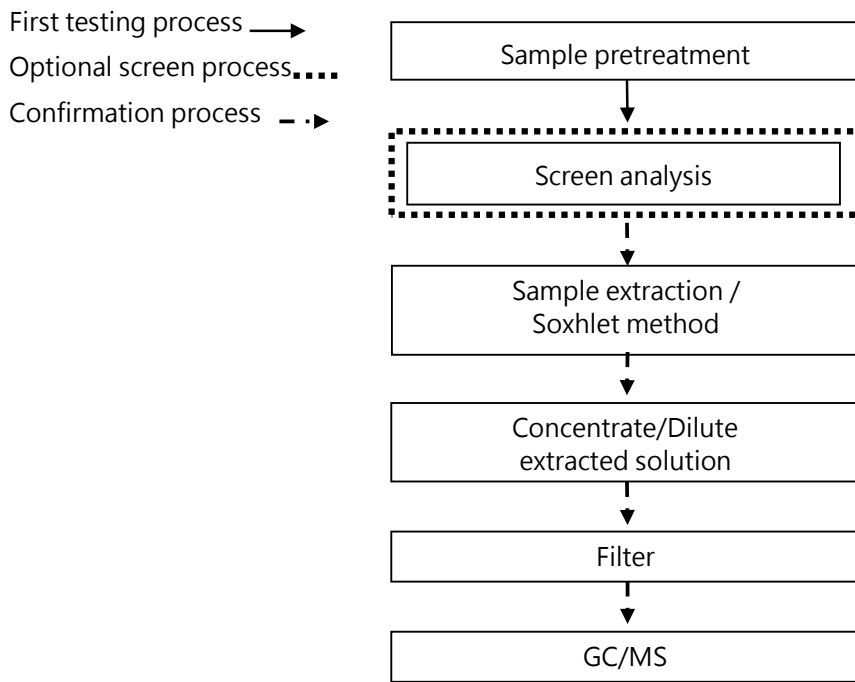 First testing process
Optional screen process
Confirmation process
Sample pretreatment
Screen analysis
Sample extraction /
Soxhlet method
Concentrate/Dilute
extracted solution
Filter
GC/MS